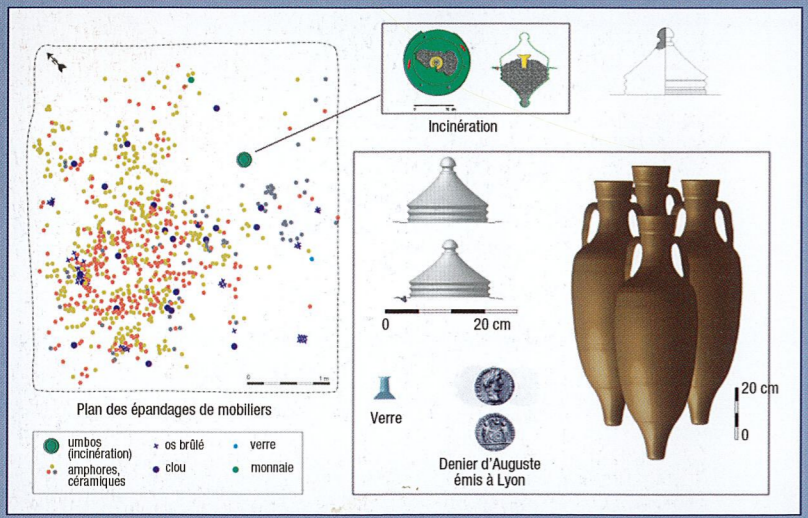 Incinération
0 20 cm
Verre
Denier d'Auguste
émis à Lyon
20 cm
0
0 1 m
Plan des épandages de mobiliers
umbos
(incinération)
os brûlé
verre
amphores,
céramiques
clou
monnaie